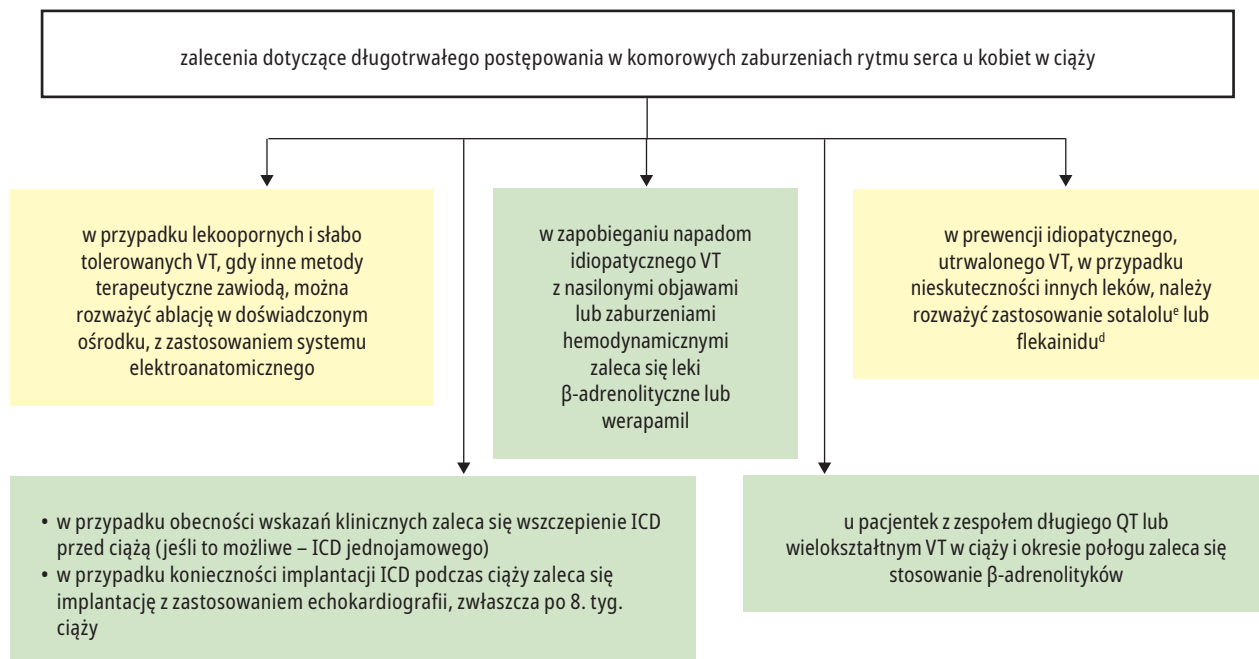 zalecenia dotyczące długotrwałego postępowania w komorowych zaburzeniach rytmu serca u kobiet w ciąży
w przypadku lekoopornych i słabo
tolerowanych VT, gdy inne metody
terapeutyczne zawiodą, można
rozważyć ablację w doświadczonym
ośrodku, z zastosowaniem systemu
elektroanatomicznego
w zapobieganiu napadom
idiopatycznego VT
z nasilonymi objawami
lub zaburzeniami
hemodynamicznymi
zaleca się leki
β-adrenolityczne lub
werapamil
w prewencji idiopatycznego,
utrwalonego VT, w przypadku
nieskuteczności innych leków, należy
rozważyć zastosowanie sotaloluᵉ lub
flekainiduᵈ
• w przypadku obecności wskazań klinicznych zaleca się wszczepienie ICD
przed ciążą (jeśli to możliwe – ICD jednojamowego)
• w przypadku konieczności implantacji ICD podczas ciąży zaleca się
implantację z zastosowaniem echokardiografii, zwłaszcza po 8. tyg.
ciąży
u pacjentek z zespołem długiego QT lub
wielokształtnym VT w ciąży i okresie połogu zaleca się
stosowanie β-adrenolityków